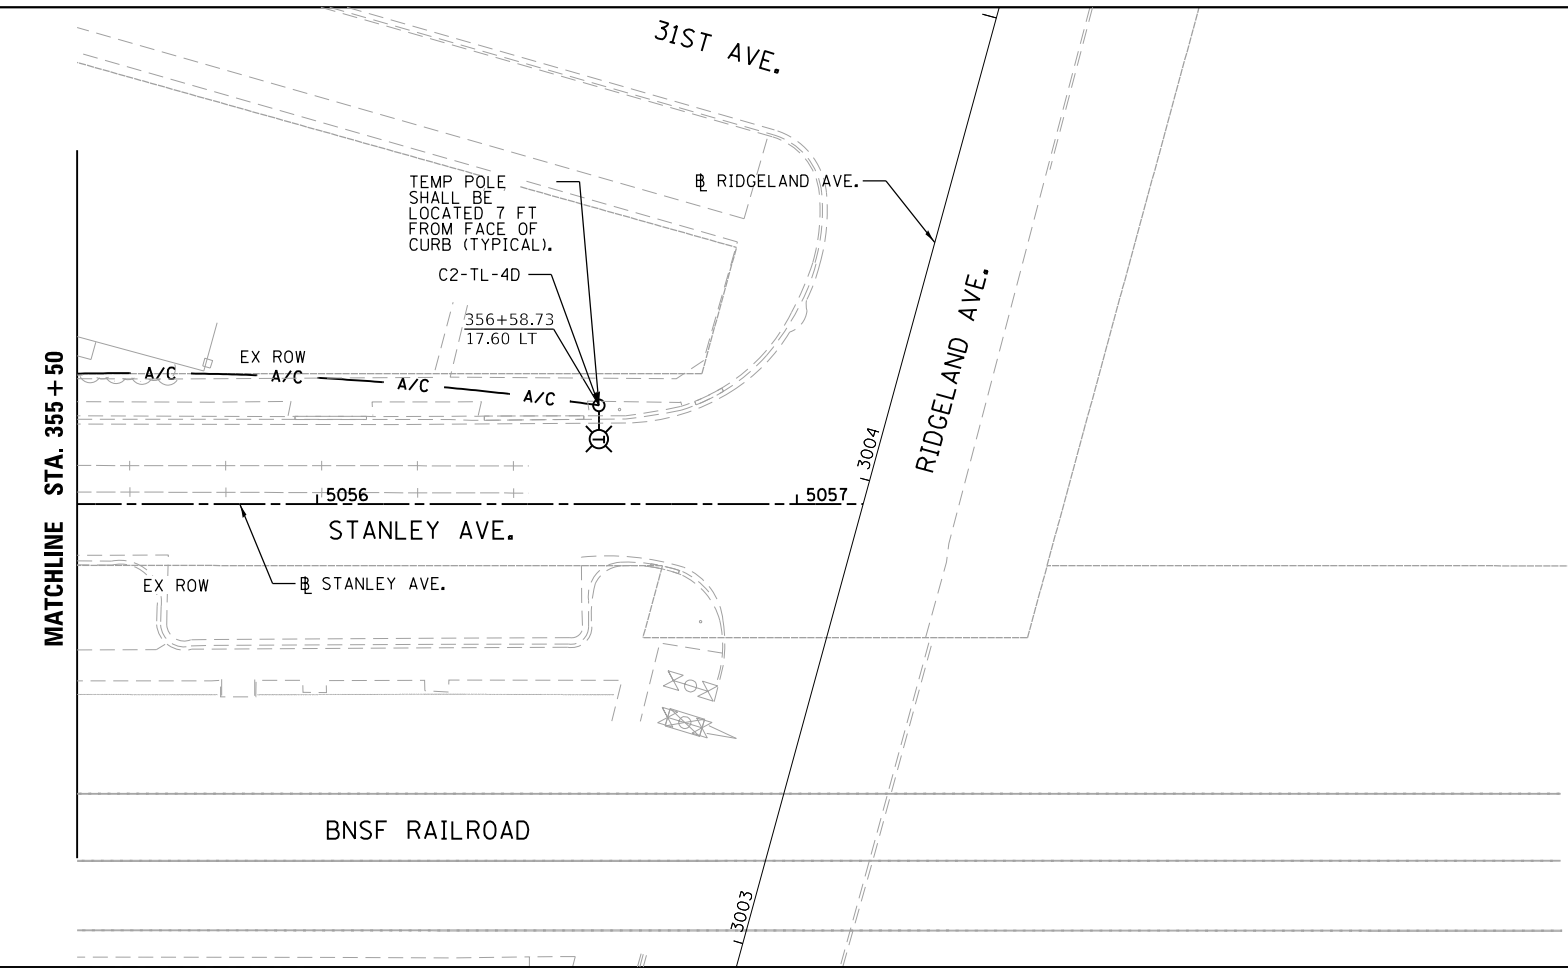 31ST AVE.
TEMP POLE
SHALL BE
LOCATED 7 FT
FROM FACE OF
CURB (TYPICAL).
C2-TL-4D
356+58.73
17.60 LT
℄ RIDGELAND AVE.
RIDGELAND AVE.
EX ROW
A/C
A/C
A/C
A/C
MATCHLINE STA. 355+50
T
3004
5056
5057
STANLEY AVE.
EX ROW
℄ STANLEY AVE.
BNSF RAILROAD
3003